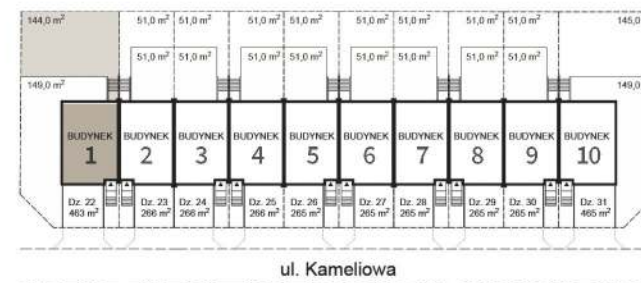 144,0 m² 51,0 m² 51,0 m² 51,0 m² 51,0 m² 51,0 m² 51,0 m² 51,0 m² 51,0 m² 145,0
149,0 m² 51,0 m² 51,0 m² 51,0 m² 51,0 m² 51,0 m² 51,0 m² 51,0 m² 51,0 m² 149,0
BUDYNEK BUDYNEK BUDYNEK BUDYNEK BUDYNEK BUDYNEK BUDYNEK BUDYNEK BUDYNEK BUDYNEK
1 2 3 4 5 6 7 8 9 10
Dz. 22 Dz. 23 Dz. 24 Dz. 25 Dz. 26 Dz. 27 Dz. 28 Dz. 29 Dz. 30 Dz. 31
463 m² 266 m² 266 m² 266 m² 265 m² 265 m² 265 m² 265 m² 265 m² 465 m²
ul. Kameliowa